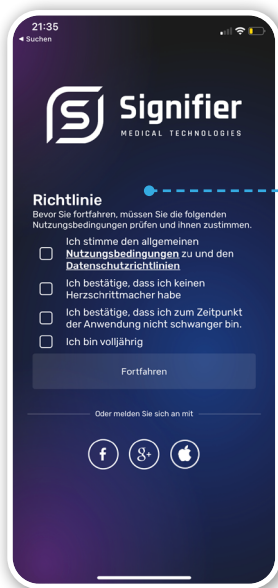 21:35
◀ Suchen
Signifier
MEDICAL TECHNOLOGIES
Richtlinie
Bevor Sie fortfahren, müssen Sie die folgenden
Nutzungsbedingungen prüfen und ihnen zustimmen.
Ich stimme den allgemeinen
Nutzungsbedingungen zu und den
Datenschutzrichtlinien
Ich bestätige, dass ich keinen
Herzschrittmacher habe
Ich bestätige, dass ich zum Zeitpunkt
der Anwendung nicht schwanger bin.
Ich bin volljährig
Fortfahren
Oder melden Sie sich an mit
f
g+